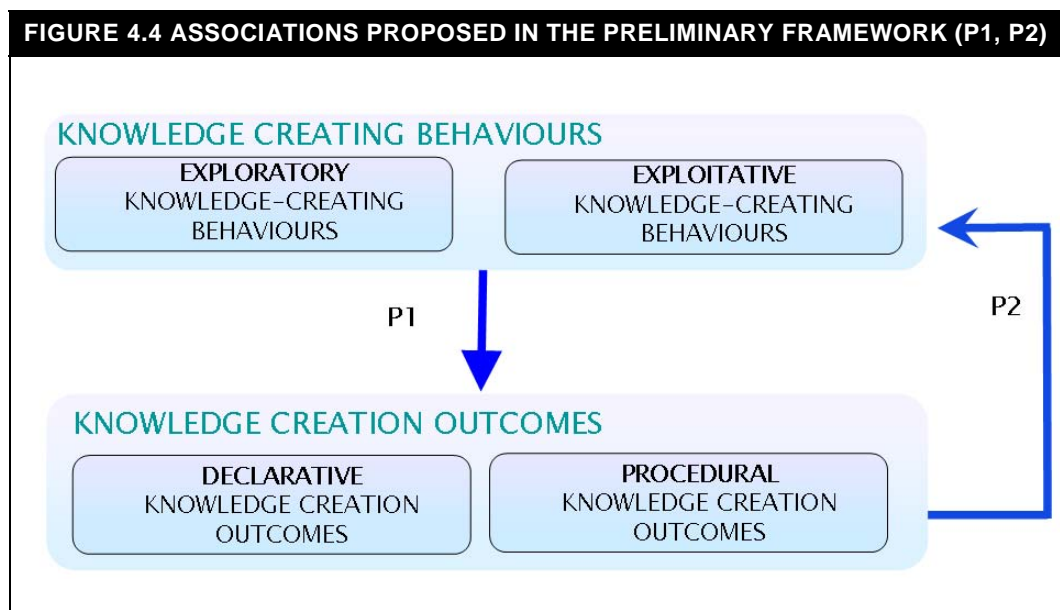 FIGURE 4.4 ASSOCIATIONS PROPOSED IN THE PRELIMINARY FRAMEWORK (P1, P2)
KNOWLEDGE CREATING BEHAVIOURS
EXPLORATORY
KNOWLEDGE-CREATING
BEHAVIOURS
EXPLOITATIVE
KNOWLEDGE-CREATING
BEHAVIOURS
P1
P2
KNOWLEDGE CREATION OUTCOMES
DECLARATIVE
KNOWLEDGE CREATION
OUTCOMES
PROCEDURAL
KNOWLEDGE CREATION
OUTCOMES